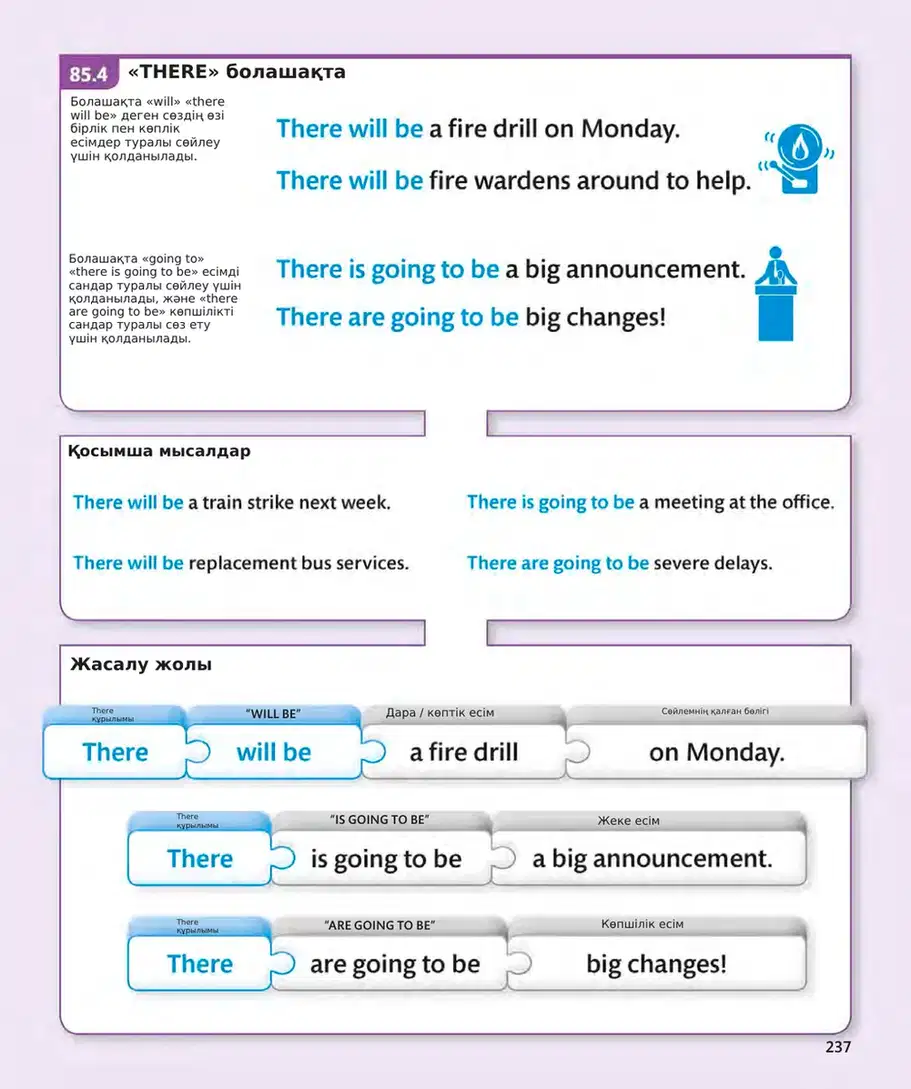 85.4 «THERE» болашақта
Болашақта «will» «there
will be» деген сөздің өзі
бірлік пен көплік
есімдер туралы сөйлеу
үшін қолданылады.
There will be a fire drill on Monday.
There will be fire wardens around to help.
Болашақта «going to»
«there is going to be» есімді
сандар туралы сөйлеу үшін
қолданылады, және «there
are going to be» көпшілікті
сандар туралы сөз ету
үшін қолданылады.
There is going to be a big announcement.
There are going to be big changes!
Қосымша мысалдар
There will be a train strike next week.
There is going to be a meeting at the office.
There will be replacement bus services.
There are going to be severe delays.
Жасалу жолы
There
құрылымы
"WILL BE"
Дара / көптік есім
Сөйлемнің қалған бөлігі
There will be a fire drill on Monday.
There
құрылымы
"IS GOING TO BE"
Жеке есім
There is going to be a big announcement.
There
құрылымы
"ARE GOING TO BE"
Көпшілік есім
There are going to be big changes!
237